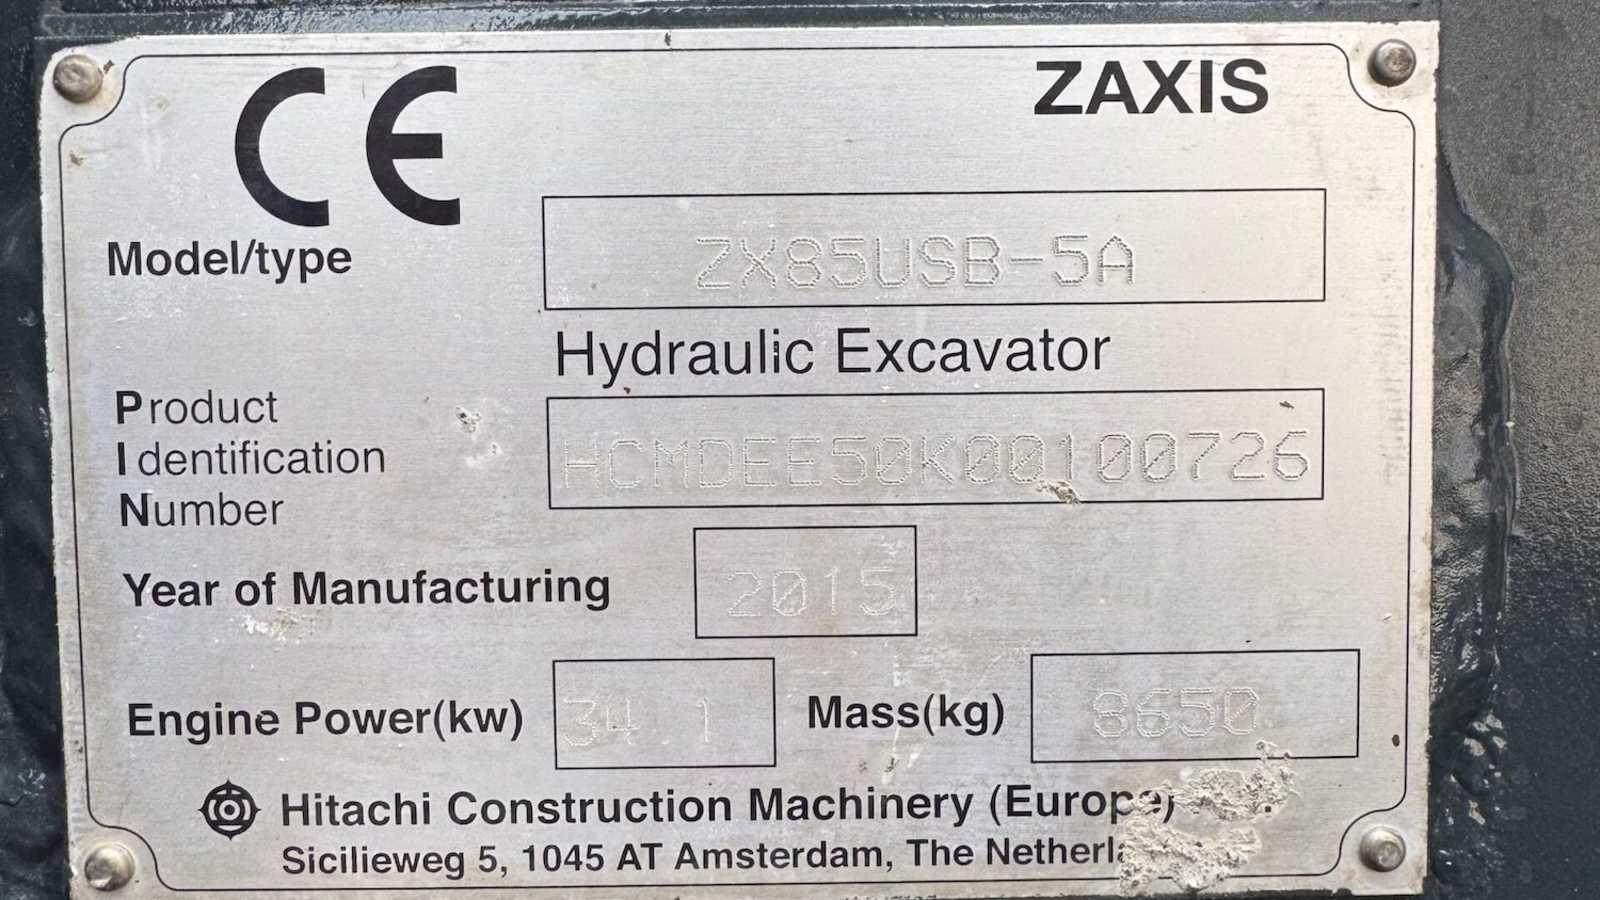 CE
ZAXIS
Model/type ZX85USB-5A
Hydraulic Excavator
Product
Identification HCMDEE50K00100726
Number
Year of Manufacturing 2015
Engine Power(kw) 34.1 Mass(kg) 8650
Hitachi Construction Machinery (Europe)
Sicilieweg 5, 1045 AT Amsterdam, The